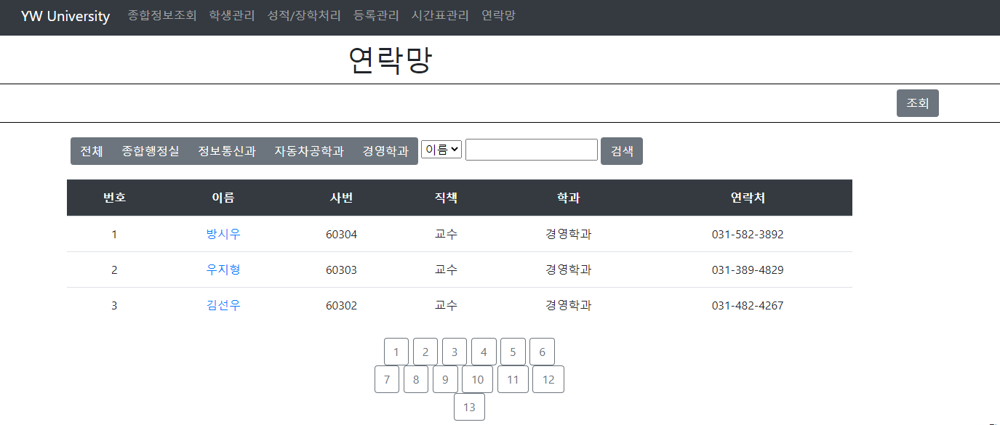 YW University 종합정보조회 학생관리 성적/장학처리 등록관리 시간표관리 연락망
연락망
조회
전체 종합행정실 정보통신과 자동차공학과 경영학과 이름 검색
번호 이름 사번 직책 학과 연락처
1 방시우 60304 교수 경영학과 031-582-3892
2 우지형 60303 교수 경영학과 031-389-4829
3 김선우 60302 교수 경영학과 031-482-4267
1 2 3 4 5 6
7 8 9 10 11 12
13